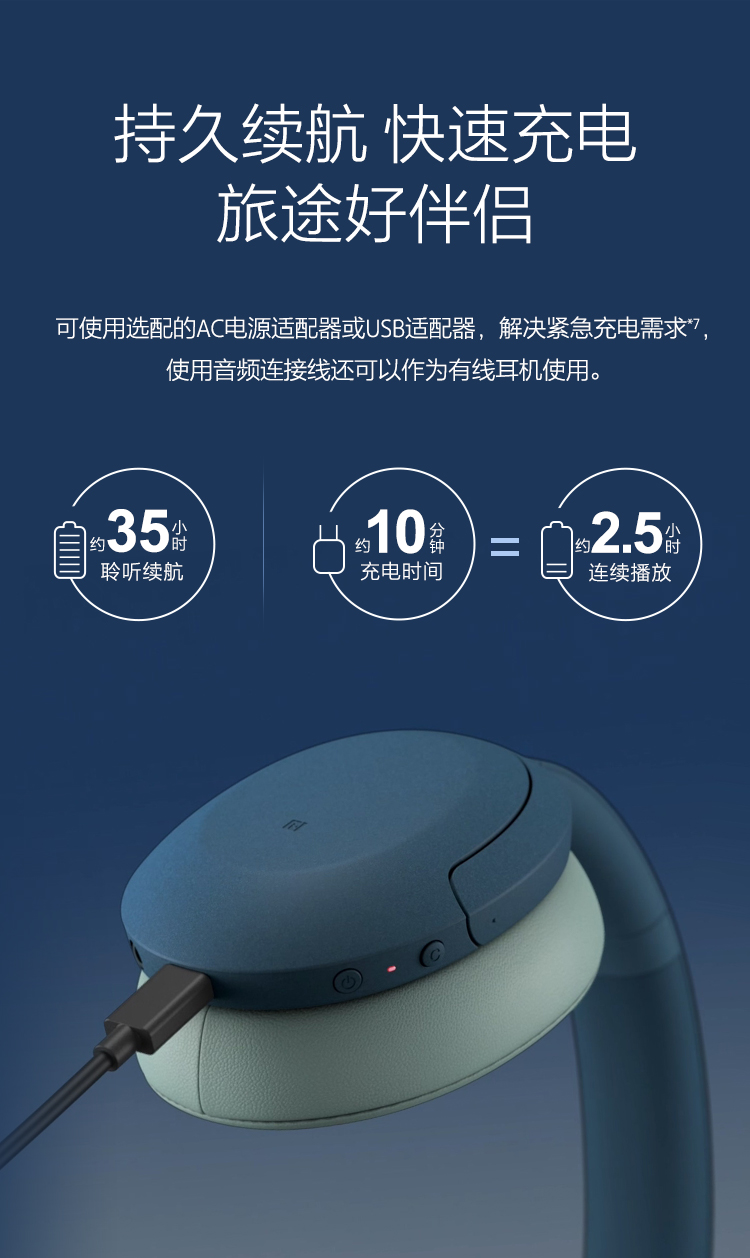 持久续航 快速充电
旅途好伴侣
可使用选配的AC电源适配器或USB适配器，解决紧急充电需求*7，
使用音频连接线还可以作为有线耳机使用。
约35小时
聆听续航
约10分钟
充电时间
=
约2.5小时
连续播放
C